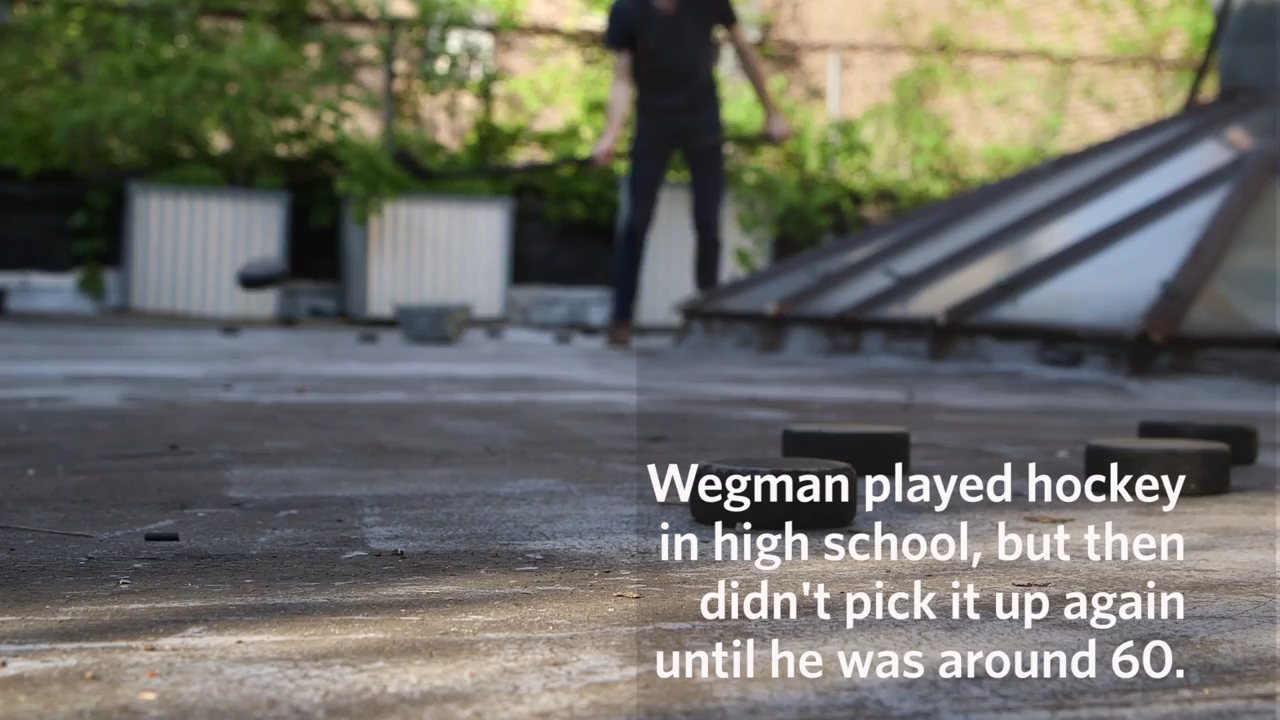 Wegman played hockey
in high school, but then
didn't pick it up again
until he was around 60.